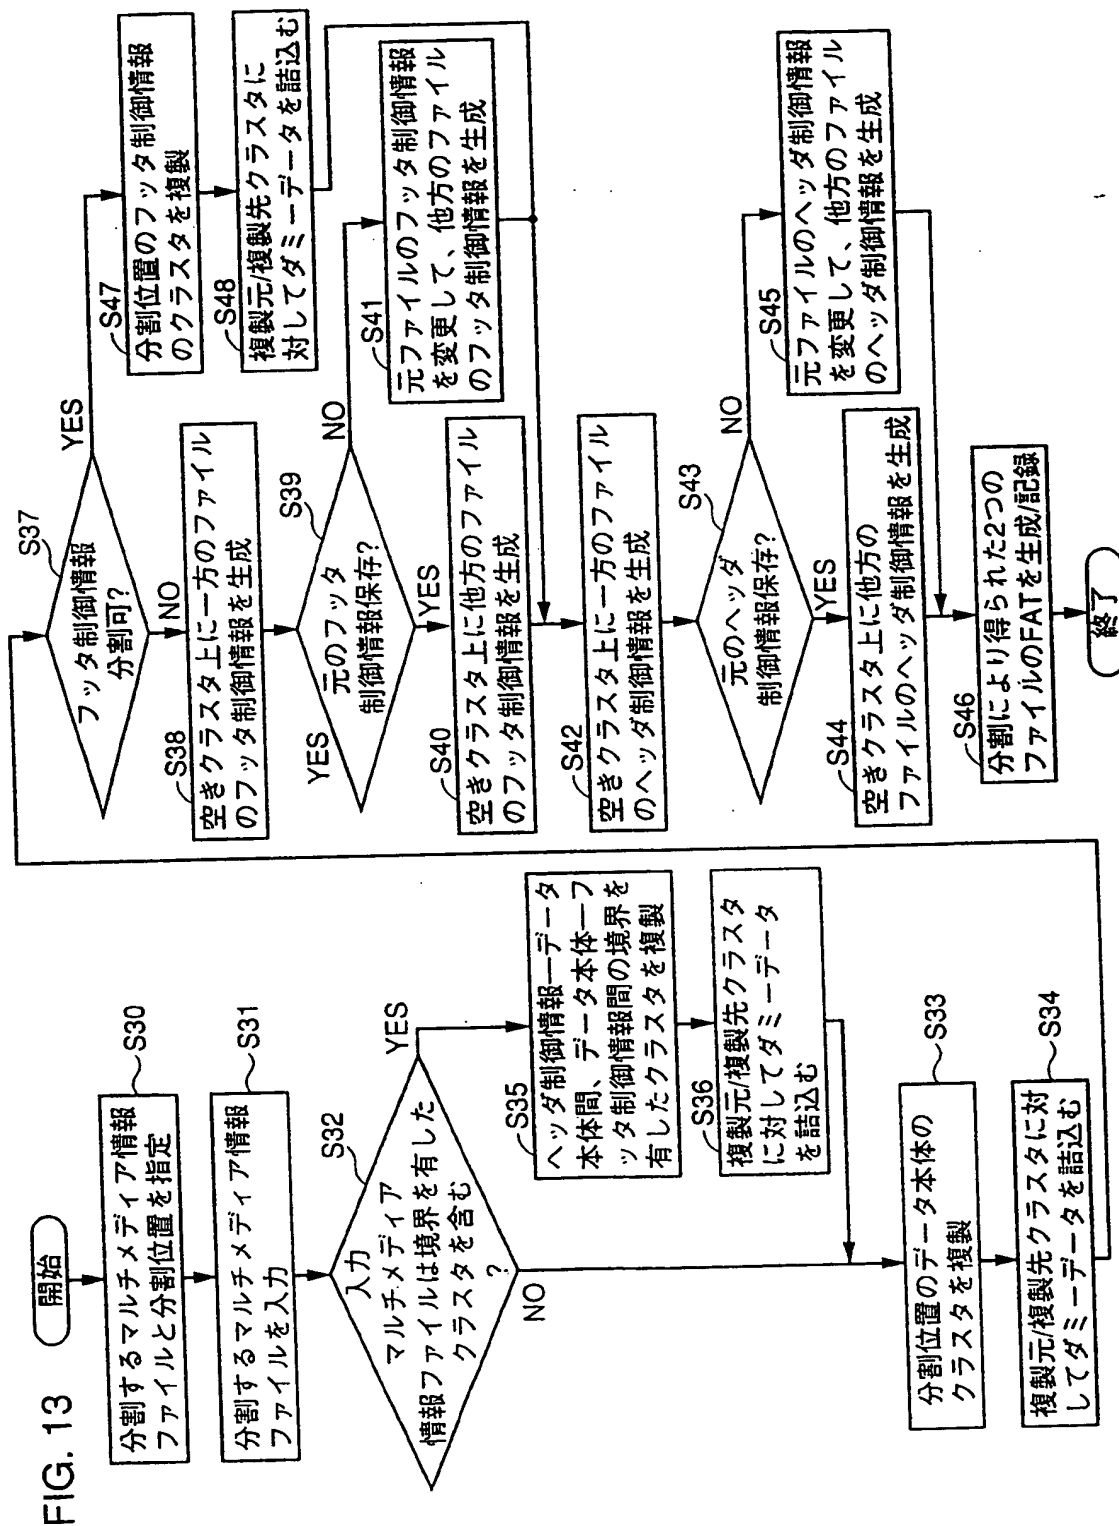 FIG. 13
開始
S30
分割するマルチメディア情報
ファイルと分割位置を指定
S31
分割するマルチメディア情報
ファイルを入力
S32
入力
マルチメディア
情報ファイルは境界を有した
クラスタを含む
?
YES
NO
S35
ヘッダ制御情報ーデータ
本体間、データ本体ーフ
ッタ制御情報間の境界を
有したクラスタを複製
S36
複製元/複製先クラスタ
に対してダミーデータ
を詰込む
S33
分割位置のデータ本体の
クラスタを複製
S34
複製元/複製先クラスタに対
してダミーデータを詰込む
S37
フッタ制御情報
分割可?
YES
NO
S47
分割位置のフッタ制御情報
のクラスタを複製
S48
複製元/複製先クラスタに
対してダミーデータを詰込む
S38
空きクラスタ上に一方のファイル
のフッタ制御情報を生成
S39
元のフッタ
制御情報保存?
YES
NO
YES
S41
元ファイルのフッタ制御情報
を変更して、他方のファイル
のフッタ制御情報を生成
S40
空きクラスタ上に他方のファイル
のフッタ制御情報を生成
S42
空きクラスタ上に一方のファイル
のヘッダ制御情報を生成
S43
元のヘッダ
制御情報保存?
NO
YES
S45
元ファイルのヘッダ制御情報
を変更して、他方のファイル
のヘッダ制御情報を生成
S44
空きクラスタ上に他方の
ファイルのヘッダ制御情報を生成
S46
分割により得られた2つの
ファイルのFATを生成/記録
終了